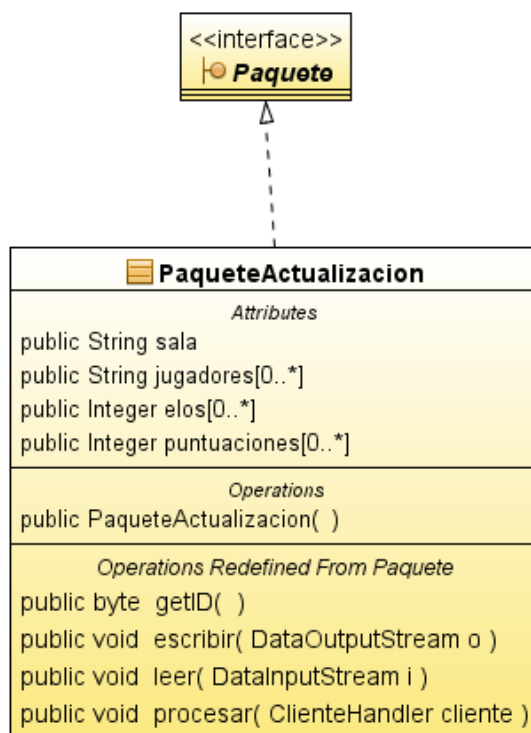 <<interface>>
Paquete
PaqueteActualizacion
Attributes
public String sala
public String jugadores[0..*]
public Integer elos[0..*]
public Integer puntuaciones[0..*]
Operations
public PaqueteActualizacion( )
Operations Redefined From Paquete
public byte getID( )
public void escribir( DataOutputStream o )
public void leer( DataInputStream i )
public void procesar( ClienteHandler cliente )